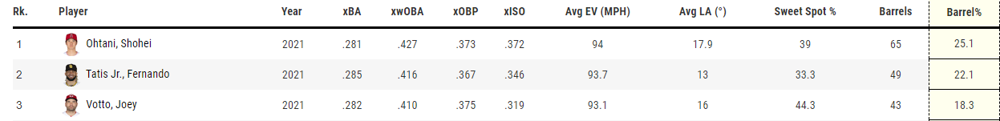 Rk. Player Year xBA xwOBA xOBP xISO Avg EV (MPH) Avg LA (°) Sweet Spot % Barrels Barrel%
1 Ohtani, Shohei 2021 .281 .427 .373 .372 94 17.9 39 65 25.1
2 Tatis Jr., Fernando 2021 .285 .416 .367 .346 93.7 13 33.3 49 22.1
3 Votto, Joey 2021 .282 .410 .375 .319 93.1 16 44.3 43 18.3